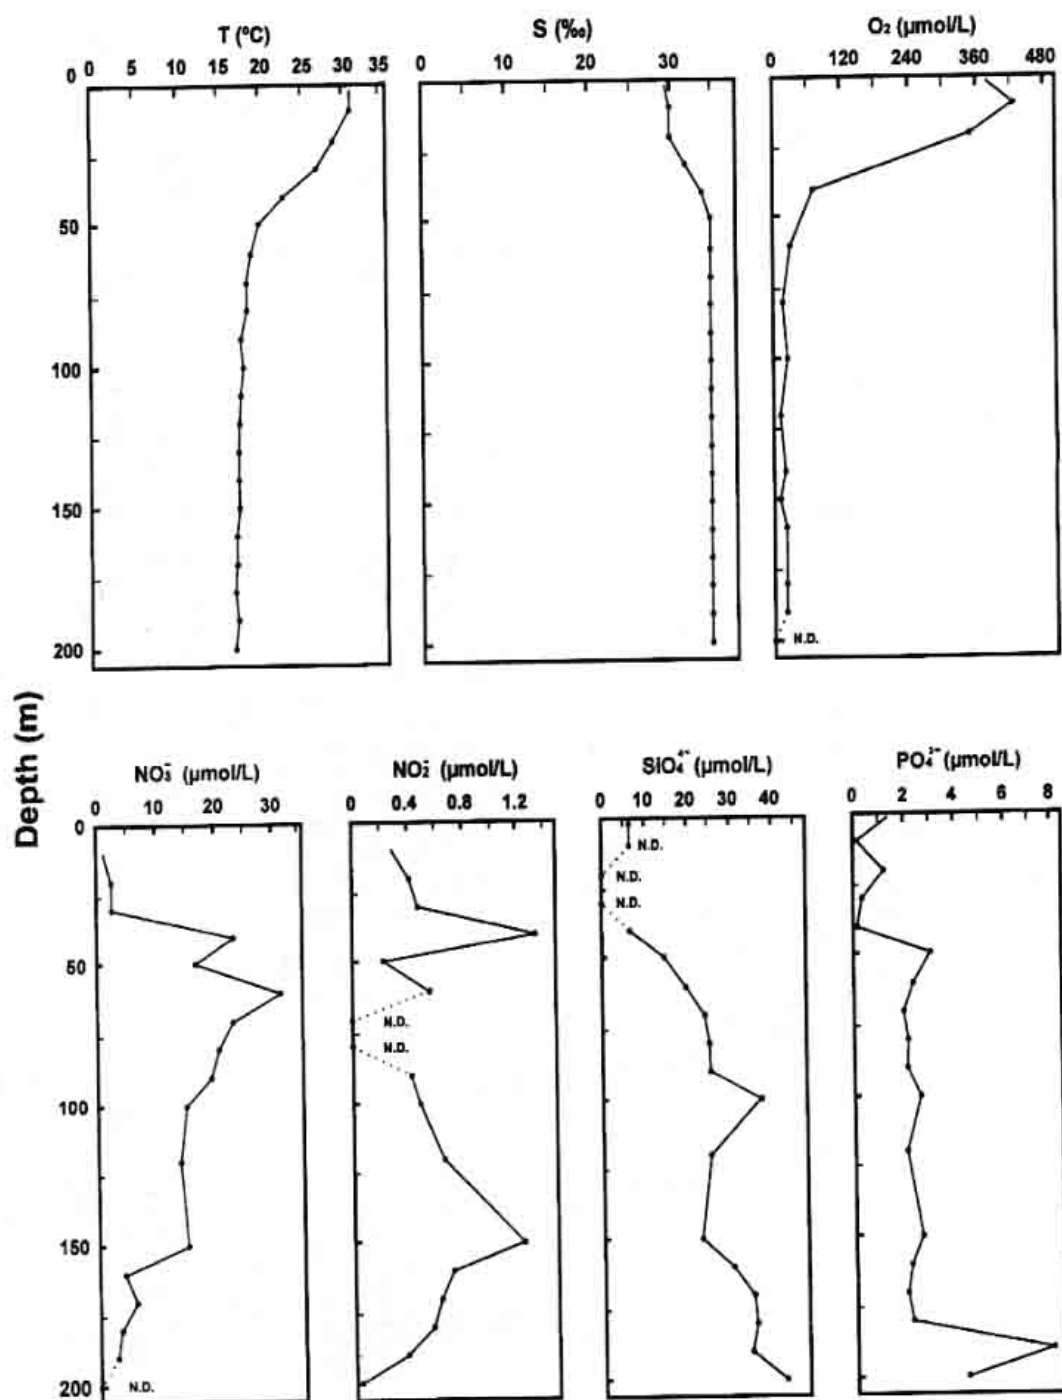 T (°C)
0 5 10 15 20 25 30 35
S (‰)
0 10 20 30
O₂ (µmol/L)
120 240 360 480
0
50
100
150
200
N.D.
Depth (m)
NO₃⁻ (µmol/L)
0 10 20 30
NO₂⁻ (µmol/L)
0 0.4 0.8 1.2
SiO₄⁴⁻ (µmol/L)
0 10 20 30 40
PO₄³⁻ (µmol/L)
0 2 4 6 8
0
50
100
150
200
N.D.
N.D.
N.D.
N.D.
N.D.
N.D.